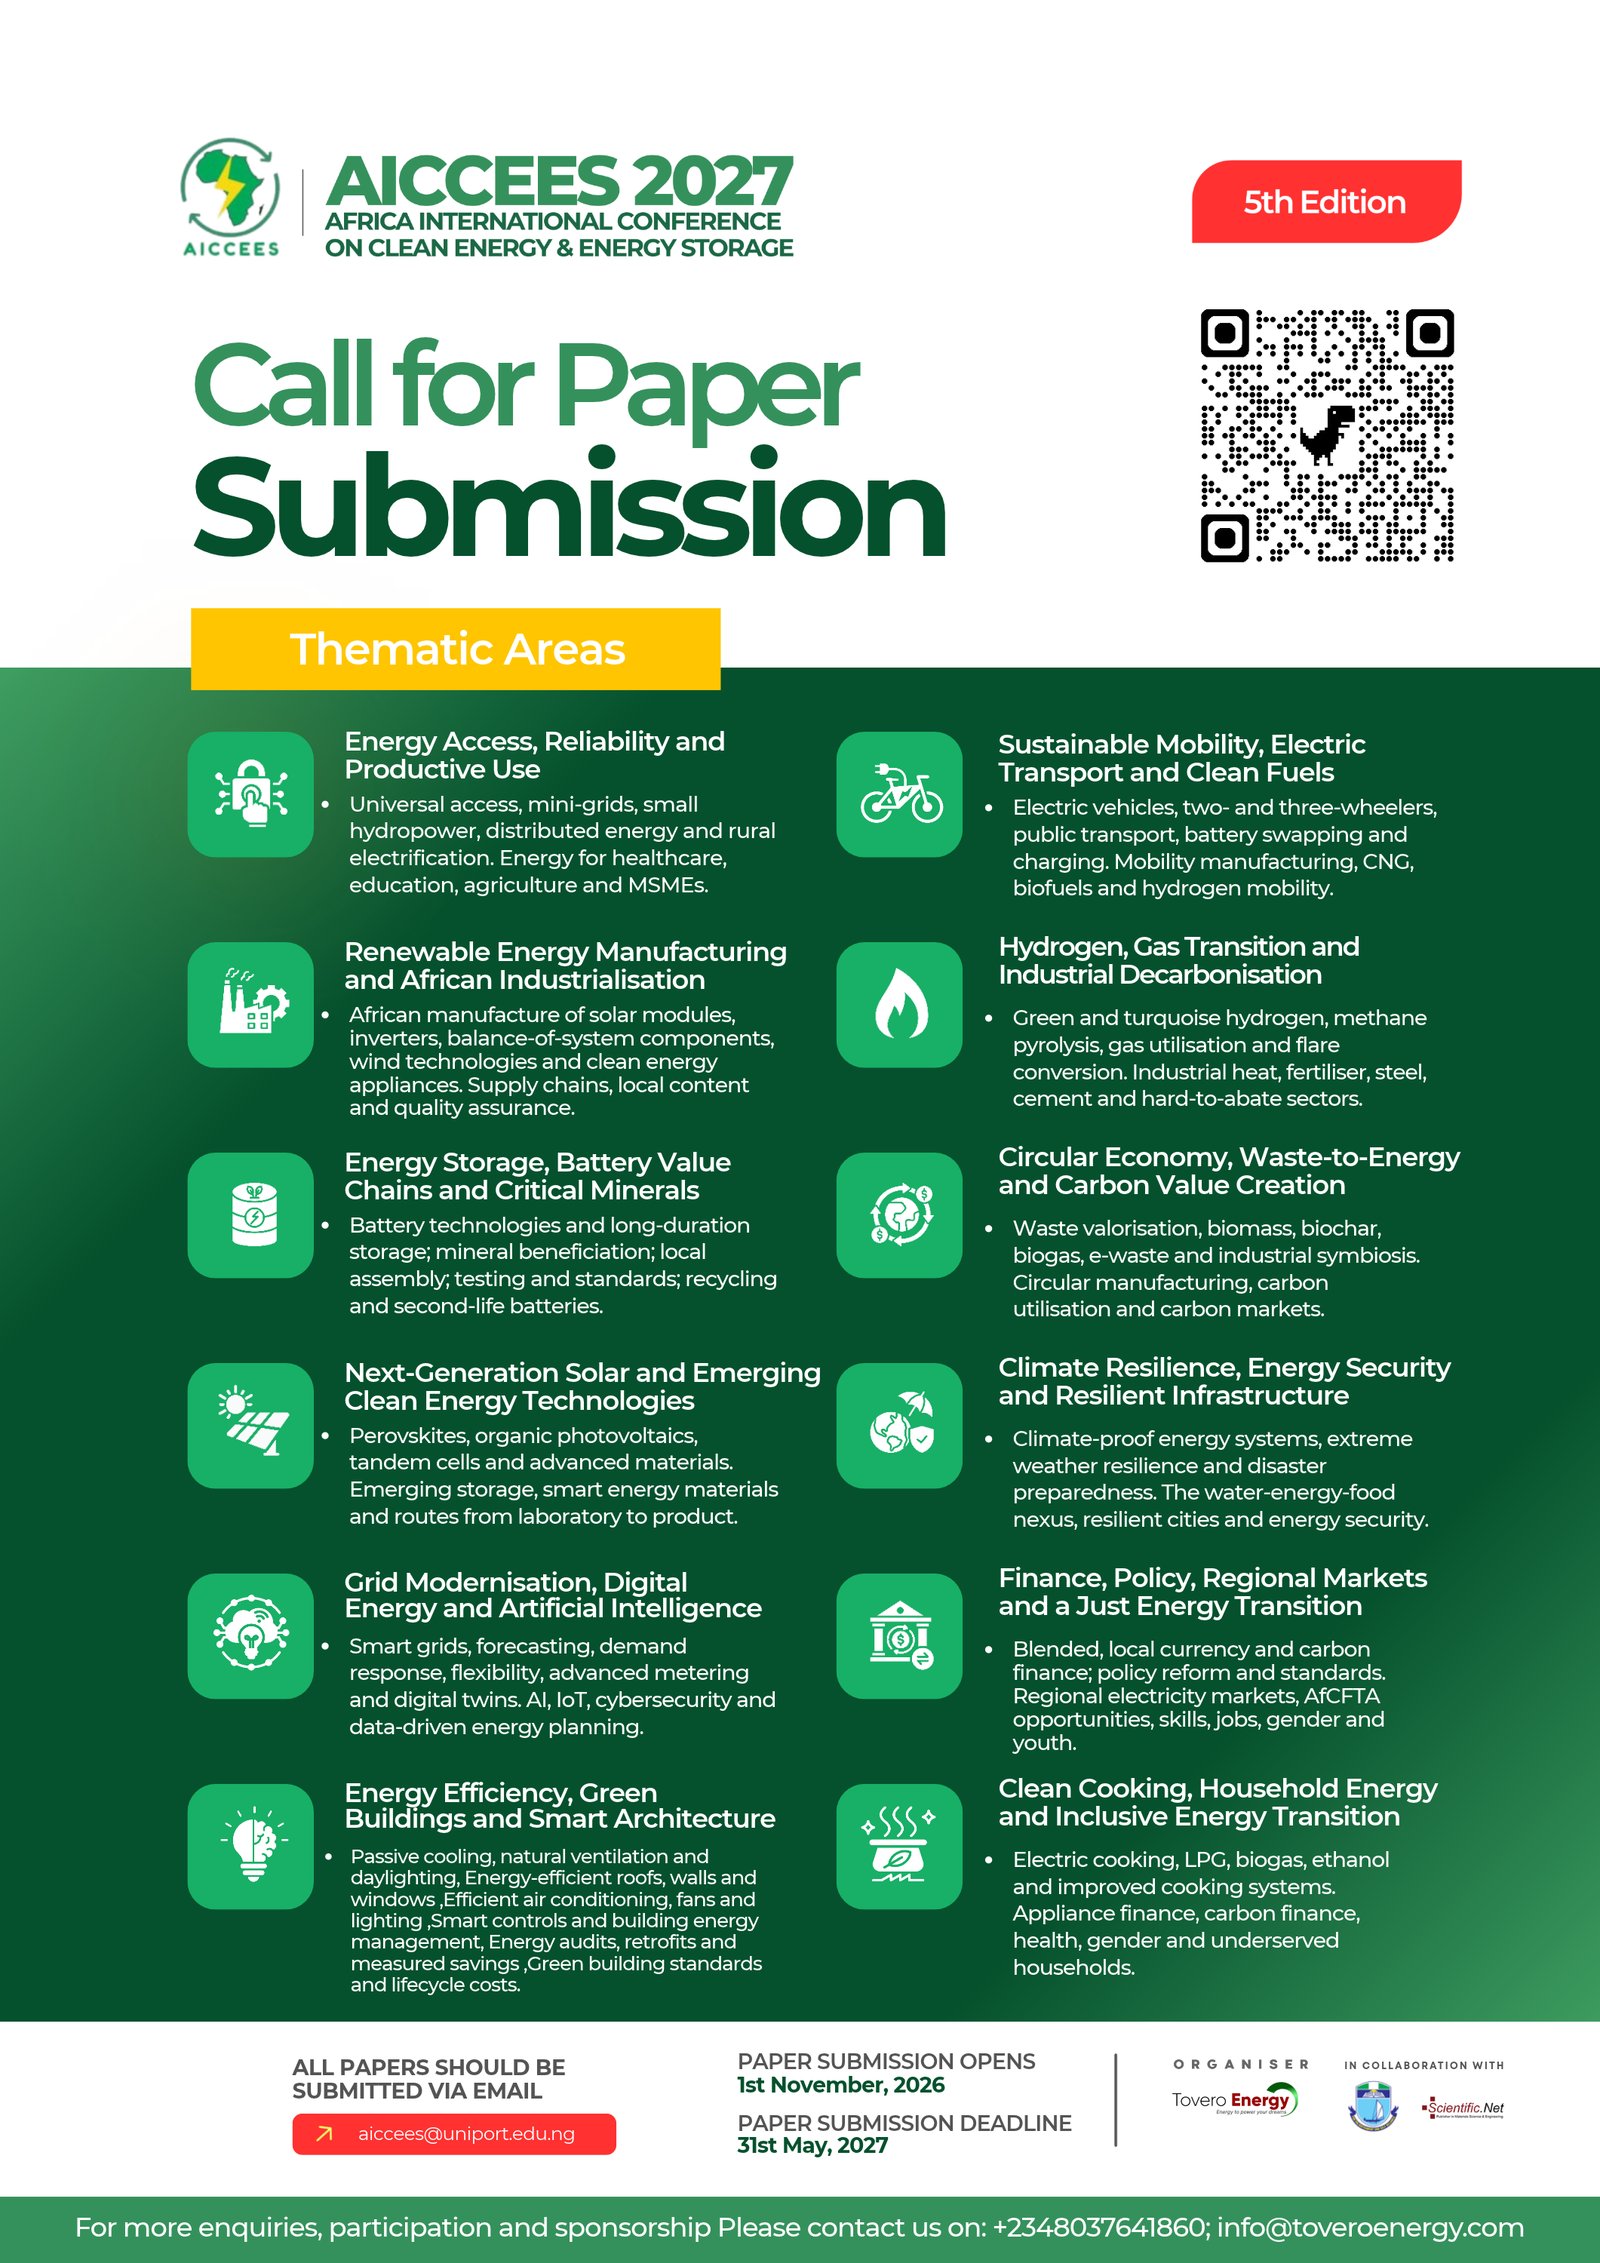 AICCEES
AICCEES 2027
AFRICA INTERNATIONAL CONFERENCE
ON CLEAN ENERGY & ENERGY STORAGE
5th Edition
Call for Paper
Submission
Thematic Areas
Energy Access, Reliability and
Productive Use
• Universal access, mini-grids, small
hydropower, distributed energy and rural
electrification. Energy for healthcare,
education, agriculture and MSMEs.
Renewable Energy Manufacturing
and African Industrialisation
• African manufacture of solar modules,
inverters, balance-of-system components,
wind technologies and clean energy
appliances. Supply chains, local content
and quality assurance.
Energy Storage, Battery Value
Chains and Critical Minerals
• Battery technologies and long-duration
storage; mineral beneficiation; local
assembly; testing and standards; recycling
and second-life batteries.
Next-Generation Solar and Emerging
Clean Energy Technologies
• Perovskites, organic photovoltaics,
tandem cells and advanced materials.
Emerging storage, smart energy materials
and routes from laboratory to product.
Grid Modernisation, Digital
Energy and Artificial Intelligence
• Smart grids, forecasting, demand
response, flexibility, advanced metering
and digital twins. AI, IoT, cybersecurity and
data-driven energy planning.
Energy Efficiency, Green
Buildings and Smart Architecture
• Passive cooling, natural ventilation and
daylighting, Energy-efficient roofs, walls and
windows ,Efficient air conditioning, fans and
lighting ,Smart controls and building energy
management, Energy audits, retrofits and
measured savings ,Green building standards
and lifecycle costs.
Sustainable Mobility, Electric
Transport and Clean Fuels
• Electric vehicles, two- and three-wheelers,
public transport, battery swapping and
charging. Mobility manufacturing, CNG,
biofuels and hydrogen mobility.
Hydrogen, Gas Transition and
Industrial Decarbonisation
• Green and turquoise hydrogen, methane
pyrolysis, gas utilisation and flare
conversion. Industrial heat, fertiliser, steel,
cement and hard-to-abate sectors.
Circular Economy, Waste-to-Energy
and Carbon Value Creation
• Waste valorisation, biomass, biochar,
biogas, e-waste and industrial symbiosis.
Circular manufacturing, carbon
utilisation and carbon markets.
Climate Resilience, Energy Security
and Resilient Infrastructure
• Climate-proof energy systems, extreme
weather resilience and disaster
preparedness. The water-energy-food
nexus, resilient cities and energy security.
Finance, Policy, Regional Markets
and a Just Energy Transition
• Blended, local currency and carbon
finance; policy reform and standards.
Regional electricity markets, AfCFTA
opportunities, skills, jobs, gender and
youth.
Clean Cooking, Household Energy
and Inclusive Energy Transition
• Electric cooking, LPG, biogas, ethanol
and improved cooking systems.
Appliance finance, carbon finance,
health, gender and underserved
households.
ALL PAPERS SHOULD BE
SUBMITTED VIA EMAIL
aiccees@uniport.edu.ng
PAPER SUBMISSION OPENS
1st November, 2026
PAPER SUBMISSION DEADLINE
31st May, 2027
ORGANISER
Tovero Energy
Energy to power your dreams
IN COLLABORATION WITH
Scientific.Net
For more enquiries, participation and sponsorship Please contact us on: +2348037641860; info@toveroenergy.com